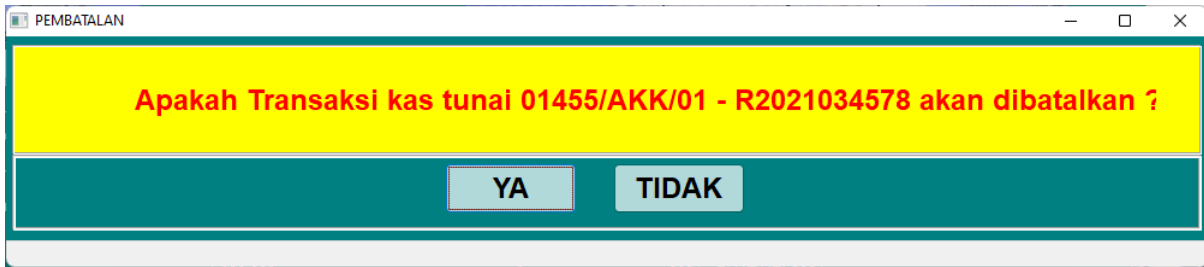 PEMBATALAN
Apakah Transaksi kas tunai 01455/AKK/01 - R2021034578 akan dibatalkan ?
YA
TIDAK